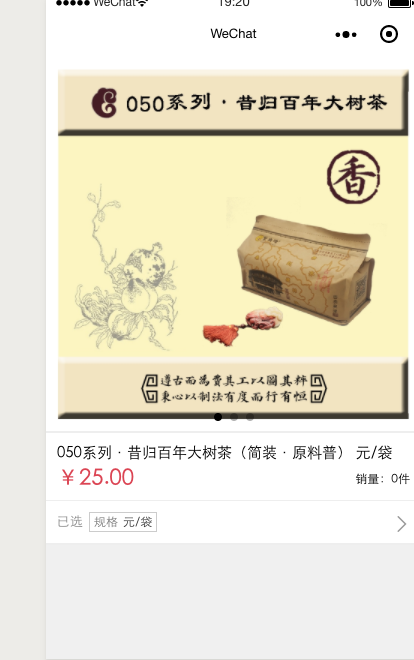 WeChat
19:20
100%
WeChat
050系列 · 昔归百年大树茶
香
遵古而为费其工以图其粹
秉心以制法有度而行有恒
050系列 · 昔归百年大树茶（简装 · 原料普） 元/袋
￥25.00
销量：0件
已选 规格 元/袋